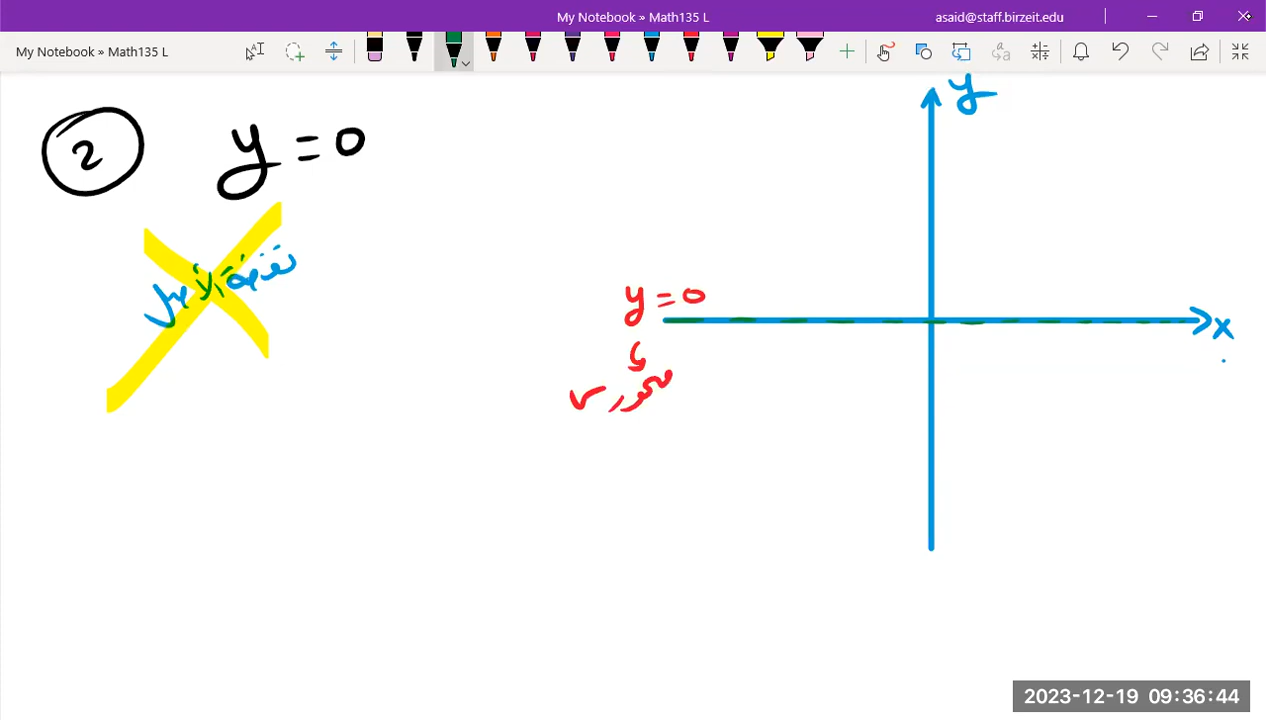 My Notebook » Math135 L
asaid@staff.birzeit.edu
My Notebook » Math135 L
y
2 y = 0
y = 0
x
محور
2023-12-19 09:36:44